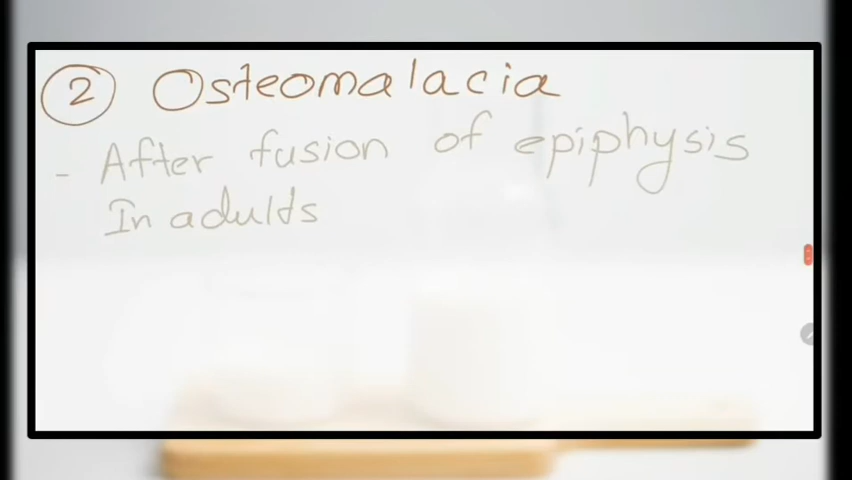 ② Osteomalacia
- After fusion of epiphysis
In adults